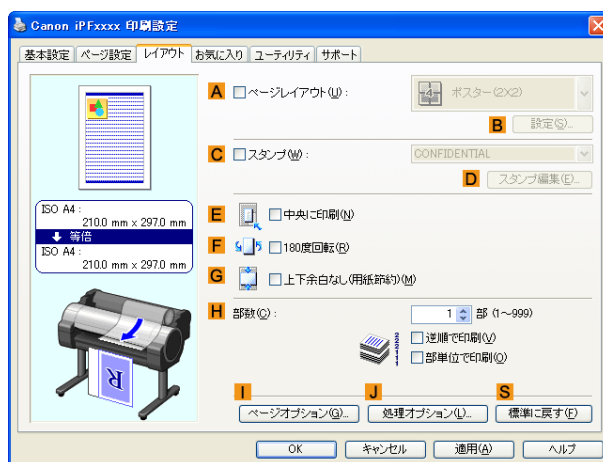 Canon iPFxxxx 印刷設定
基本設定 ページ設定 レイアウト お気に入り ユーティリティ サポート
A ページレイアウト(U): 4 ポスター(2X2)
B 設定(S)...
C スタンプ(W): CONFIDENTIAL
D スタンプ編集(E)...
ISO A4:
210.0 mm x 297.0 mm
等倍
ISO A4:
210.0 mm x 297.0 mm
E 中央に印刷(N)
F 180度回転(R)
G 上下余白なし(用紙節約)(M)
H 部数(C): 1 部 (1～999)
逆順で印刷(V)
部単位で印刷(O)
2 2 1 1
R
I J S
ページオプション(G)... 処理オプション(L)... 標準に戻す(F)
OK キャンセル 適用(A) ヘルプ